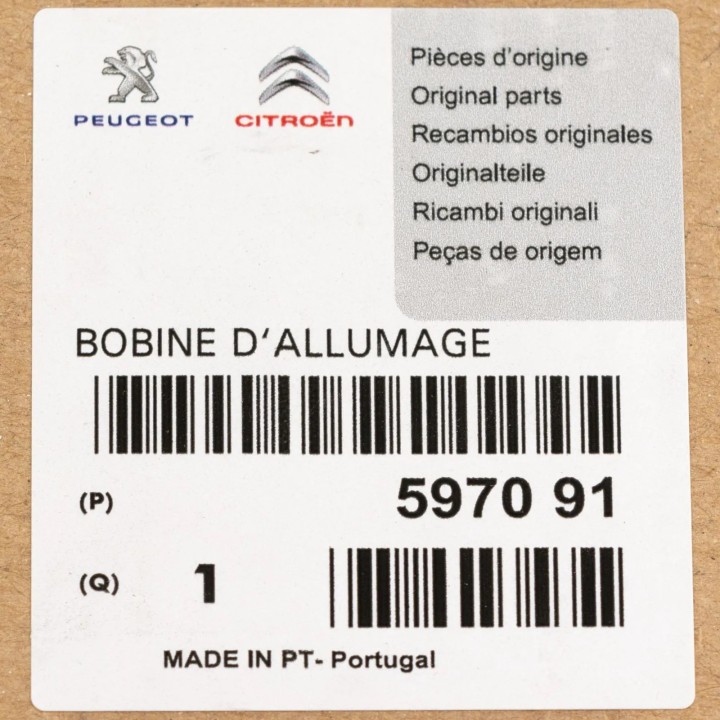 PEUGEOT
CITROËN
Pièces d'origine
Original parts
Recambios originales
Originalteile
Ricambi originali
Peças de origem
BOBINE D'ALLUMAGE
(P) 5970 91
(Q) 1
MADE IN PT- Portugal